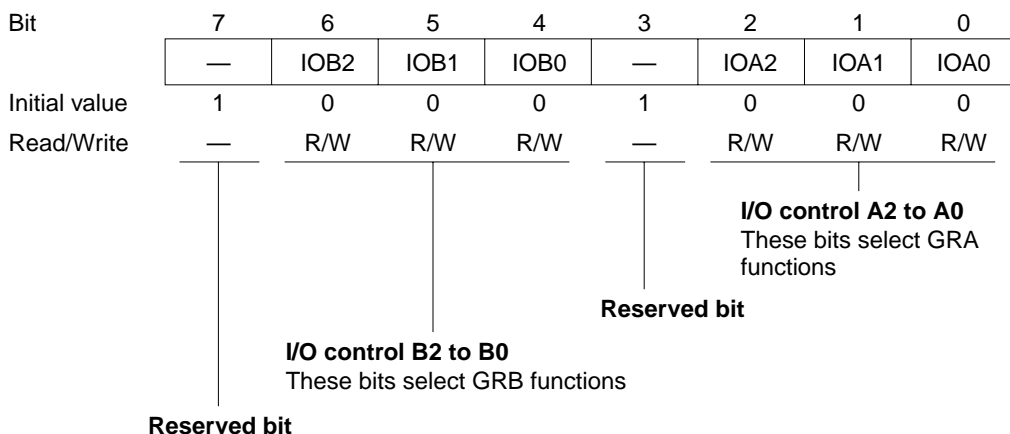 Bit 7 6 5 4 3 2 1 0
— IOB2 IOB1 IOB0 — IOA2 IOA1 IOA0
Initial value 1 0 0 0 1 0 0 0
Read/Write — R/W R/W R/W — R/W R/W R/W
I/O control A2 to A0
These bits select GRA
functions
Reserved bit
I/O control B2 to B0
These bits select GRB functions
Reserved bit